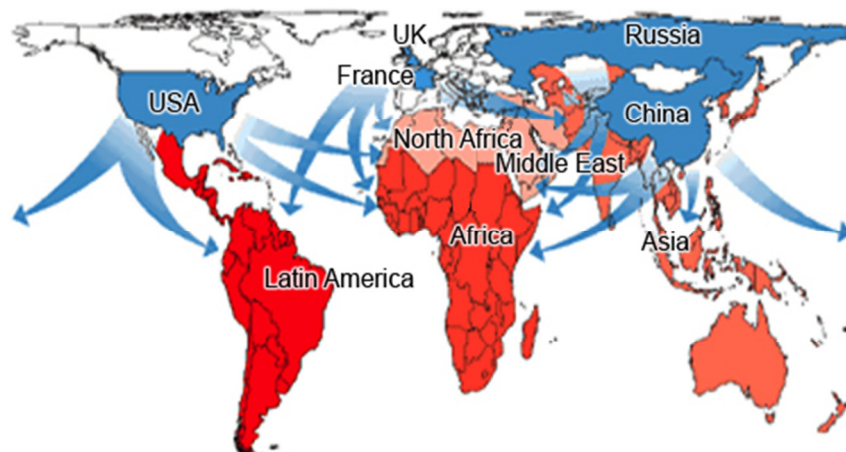 UK
Russia
France
USA
China
North Africa
Middle East
Africa
Asia
Latin America